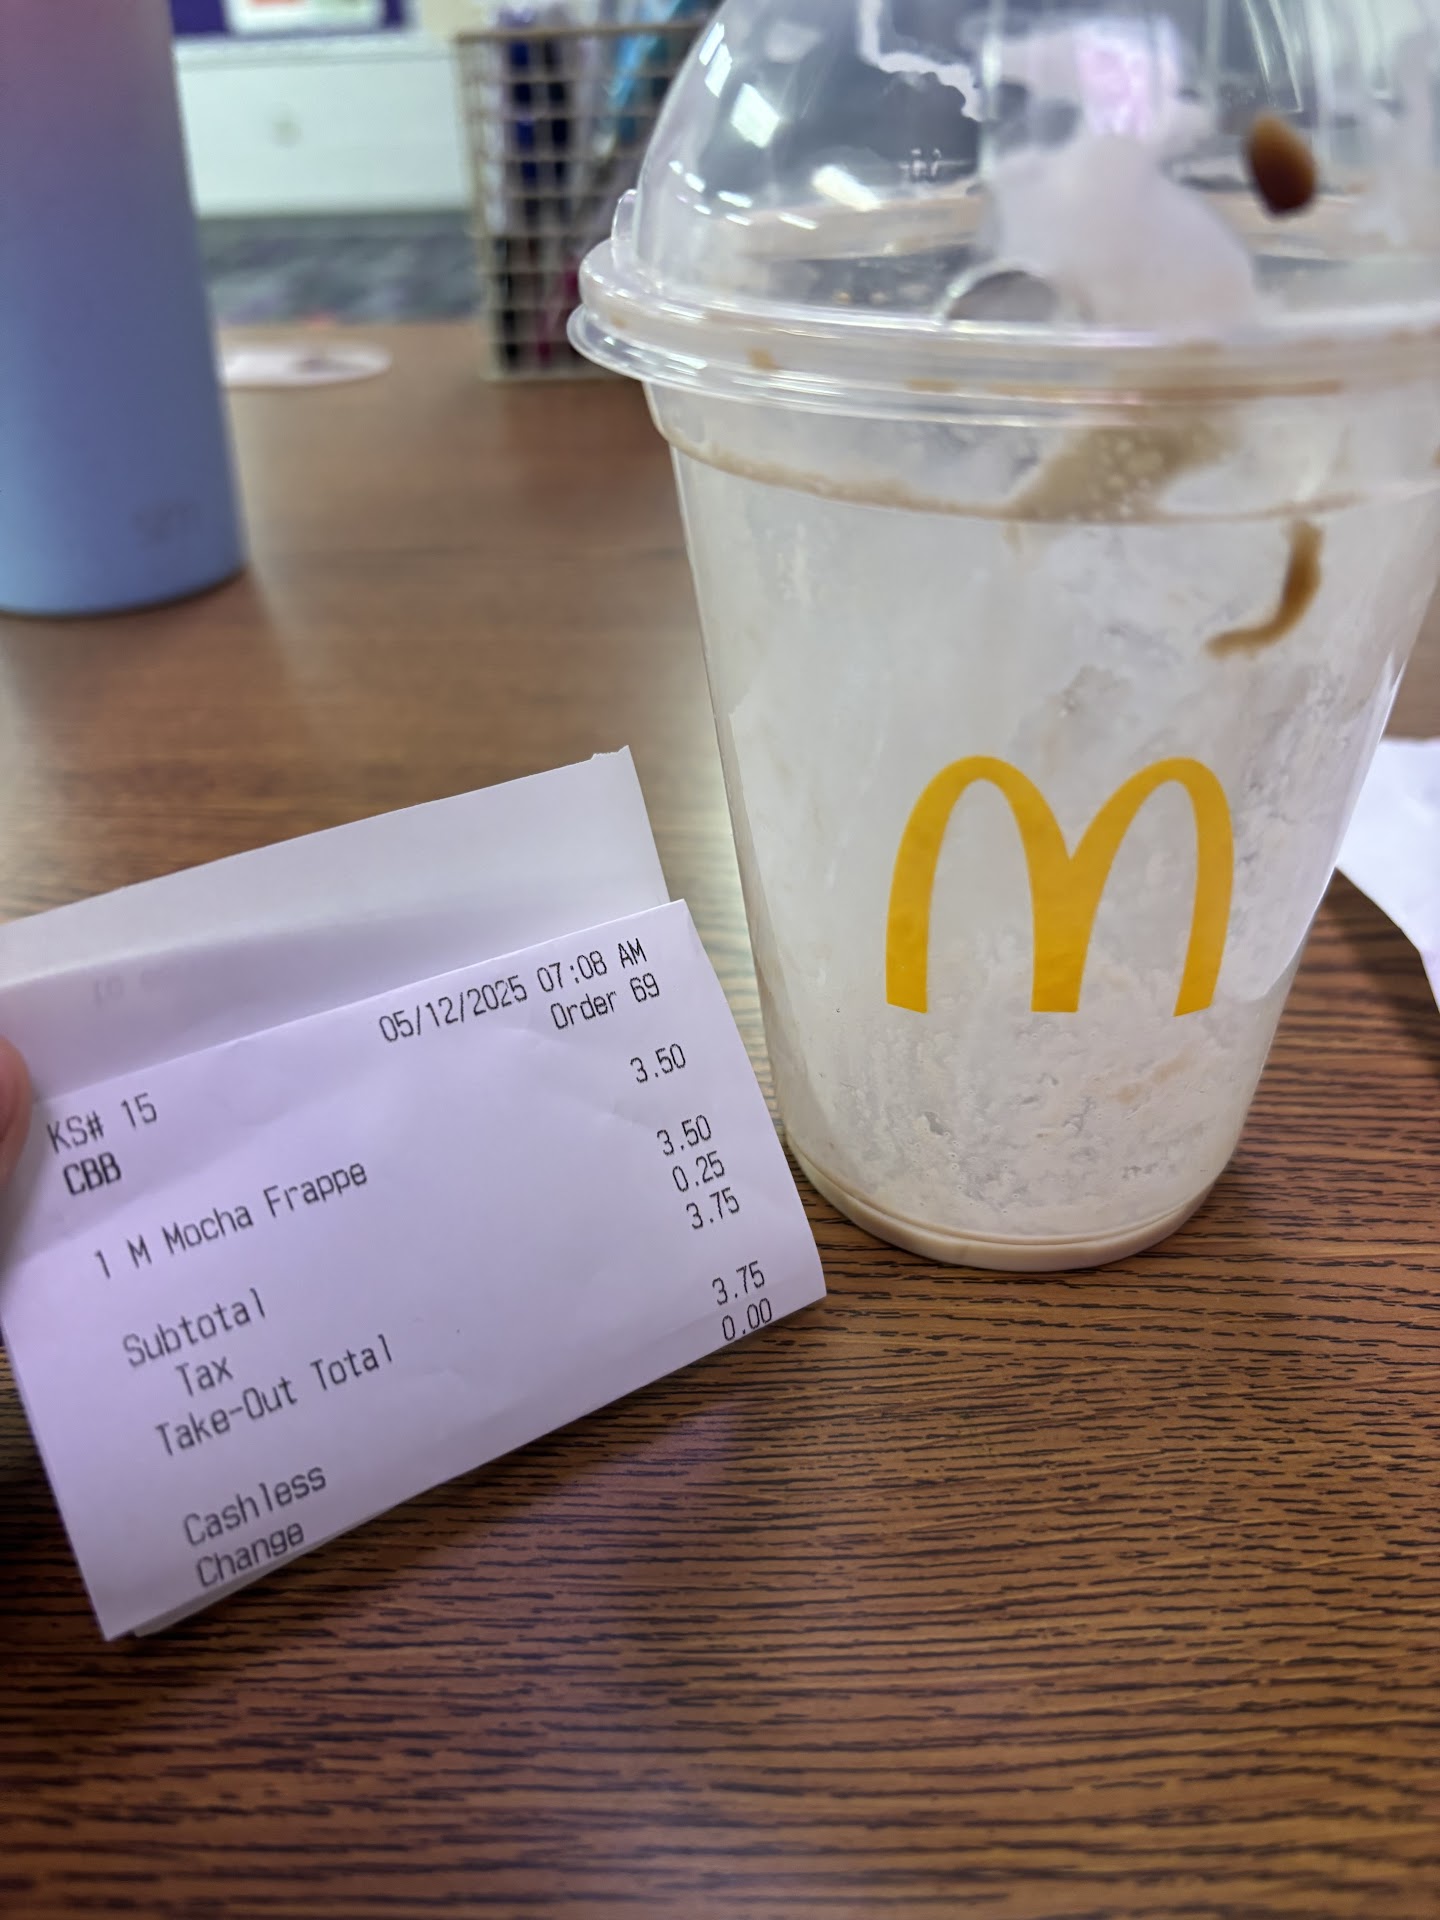 05/12/2025 07:08 AM
KS# 15 Order 69
CBB 3.50
1 M Mocha Frappe
Subtotal 3.50
Tax 0.25
Take-Out Total 3.75
Cashless 3.75
Change 0.00